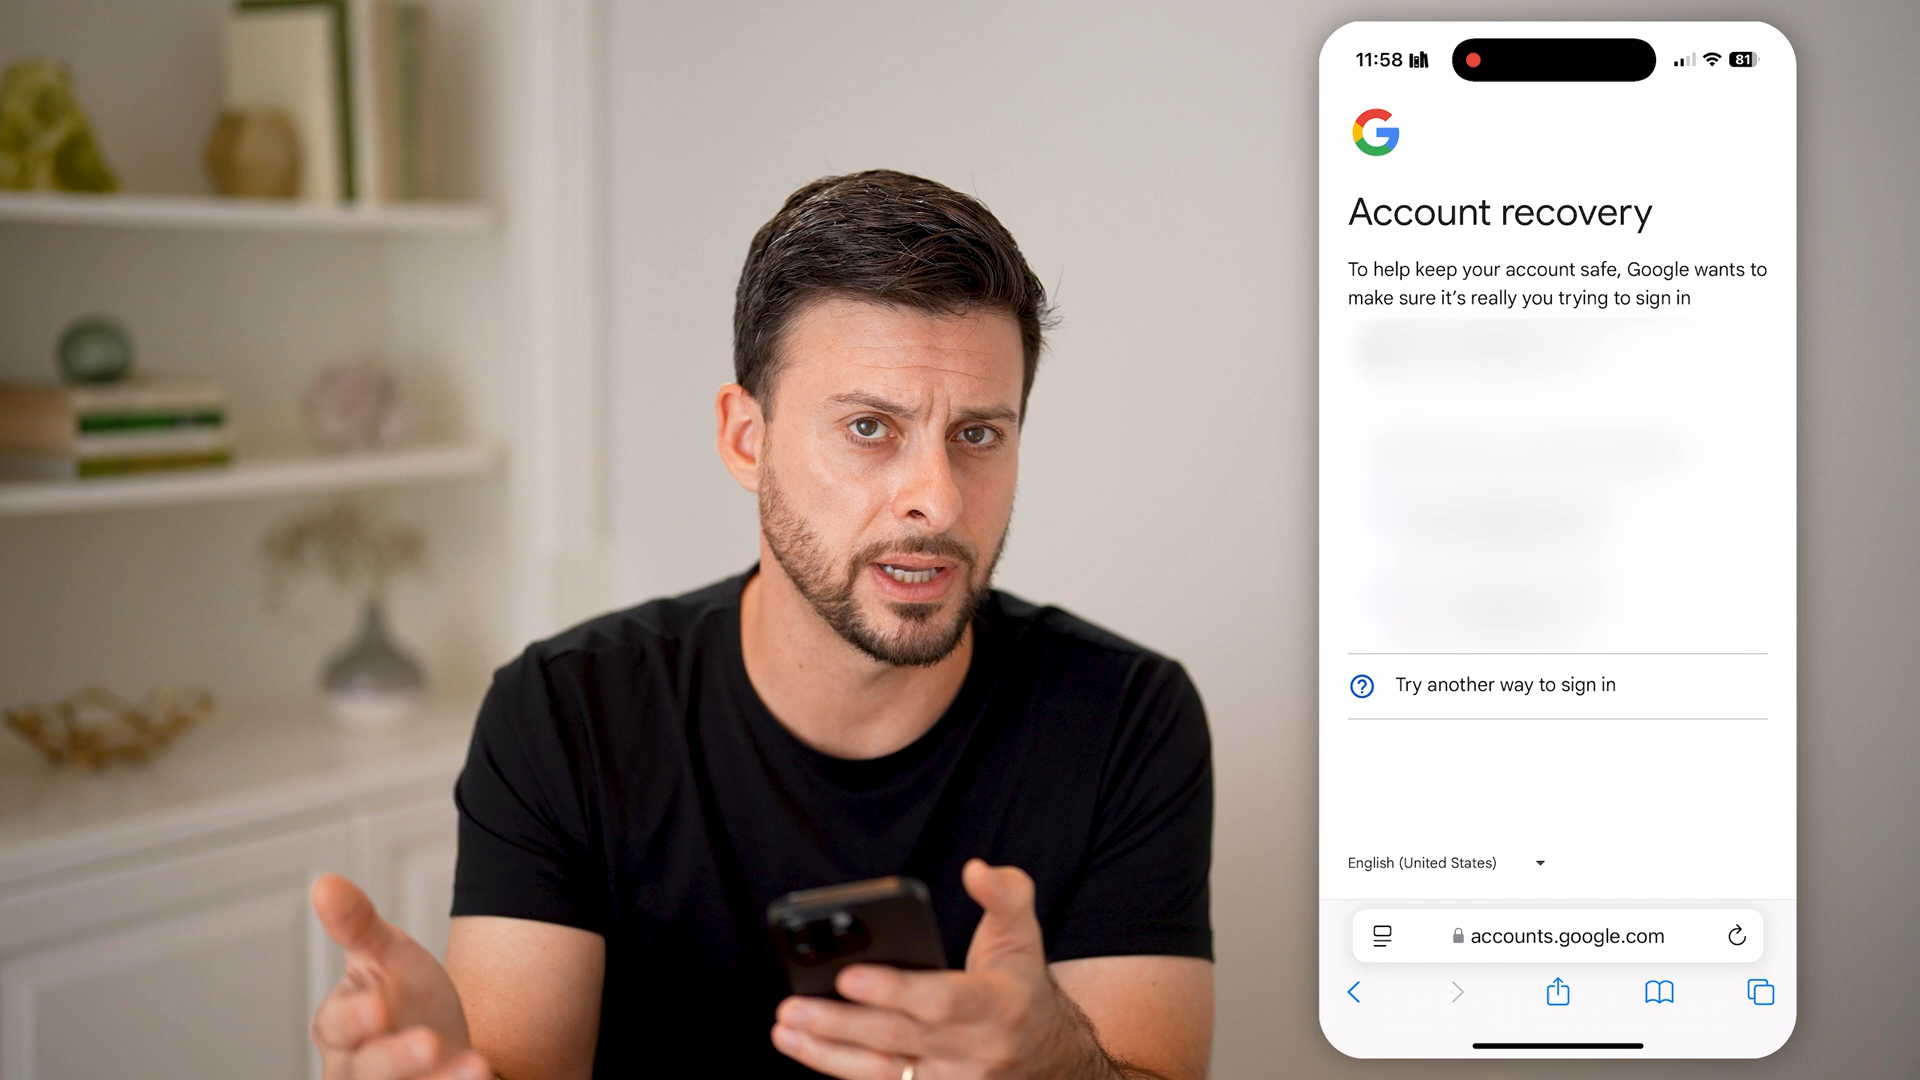 11:58
81
Account recovery
To help keep your account safe, Google wants to
make sure it's really you trying to sign in
Try another way to sign in
English (United States)
accounts.google.com